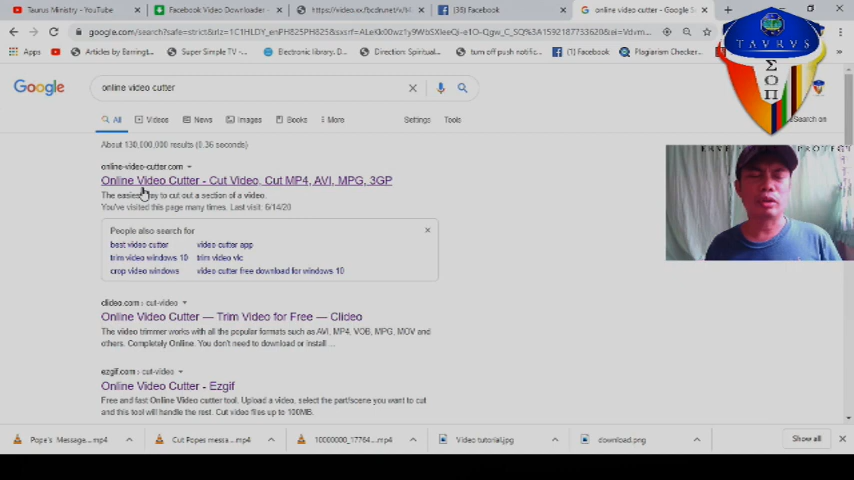 Taurus Ministry - YouTube
Facebook Video Downloader -
https://video.xx.fbcdn.net/v/t4
(36) Facebook
online video cutter - Google S
Apps
Articles by Barringt...
Super Simple TV -
Electronic library. d...
Direction: Spiritual...
turn off push notific...
(1) Facebook
Plagiarism Checker...
TAVRVS
ΣΟΠ
Google
online video cutter
All
Videos
News
Images
Books
More
Settings
Tools
About 130,000,000 results (0.36 seconds)
online-video-cutter.com
Online Video Cutter - Cut Video, Cut MP4, AVI, MPG, 3GP
The easiest way to cut out a section of a video.
You've visited this page many times. Last visit: 6/14/20
People also search for
best video cutter
video cutter app
trim video windows 10
trim video vlc
crop video windows
video cutter free download for windows 10
clideo.com › cut-video
Online Video Cutter — Trim Video for Free — Clideo
The video trimmer works with all the popular formats such as AVI, MP4, VOB, MPG, MOV and
others. Completely Online. You don't need to download or install ...
ezgif.com › cut-video
Online Video Cutter - Ezgif
Free and fast Online Video cutter tool. Upload a video, select the part/scene you want to cut
and this tool will handle the rest. Cut video files up to 100MB.
Pope's Message....mp4
Cut Popes messa....mp4
10000000_17764....mp4
Video tutorial.jpg
download.png
Show all